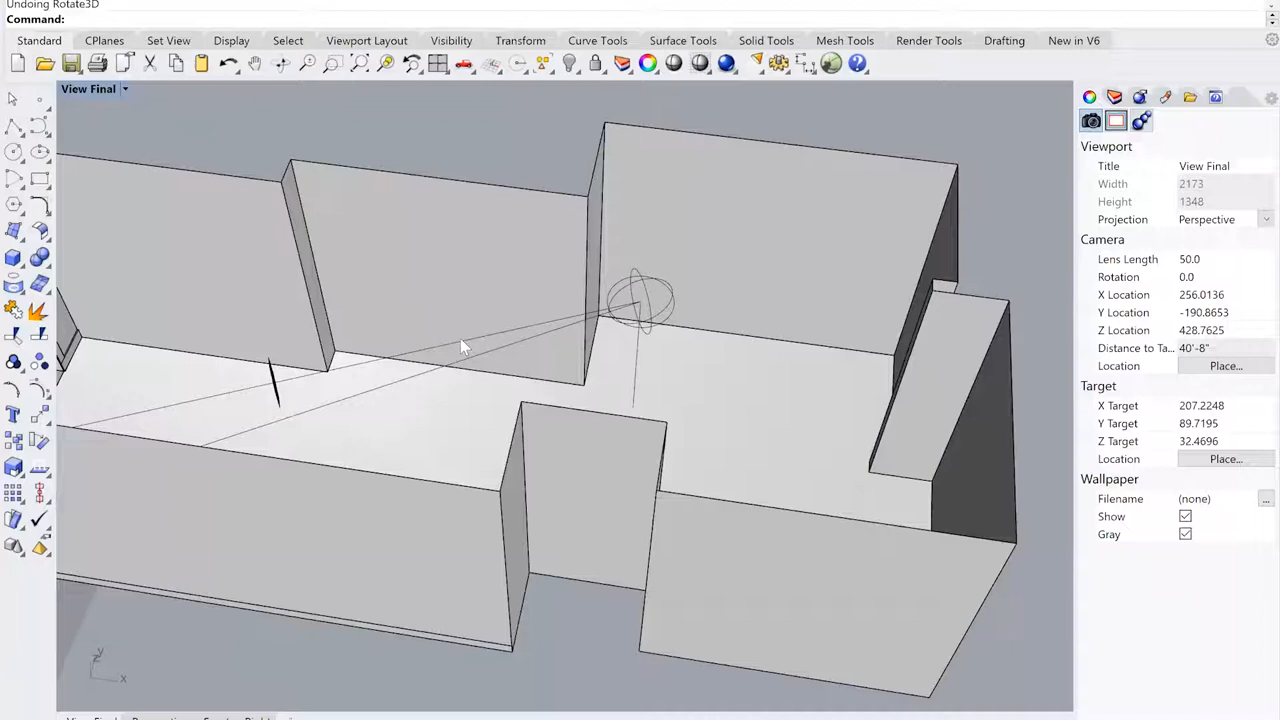 Undoing Rotate3D
Command:
Standard CPlanes Set View Display Select Viewport Layout Visibility Transform Curve Tools Surface Tools Solid Tools Mesh Tools Render Tools Drafting New in V6
View Final
Viewport
Title View Final
Width 2173
Height 1348
Projection Perspective
Camera
Lens Length 50.0
Rotation 0.0
X Location 256.0136
Y Location -190.8653
Z Location 428.7625
Distance to Ta... 40'-8"
Location Place...
Target
X Target 207.2248
Y Target 89.7195
Z Target 32.4696
Location Place...
Wallpaper
Filename (none) ...
Show
Gray
z y
x